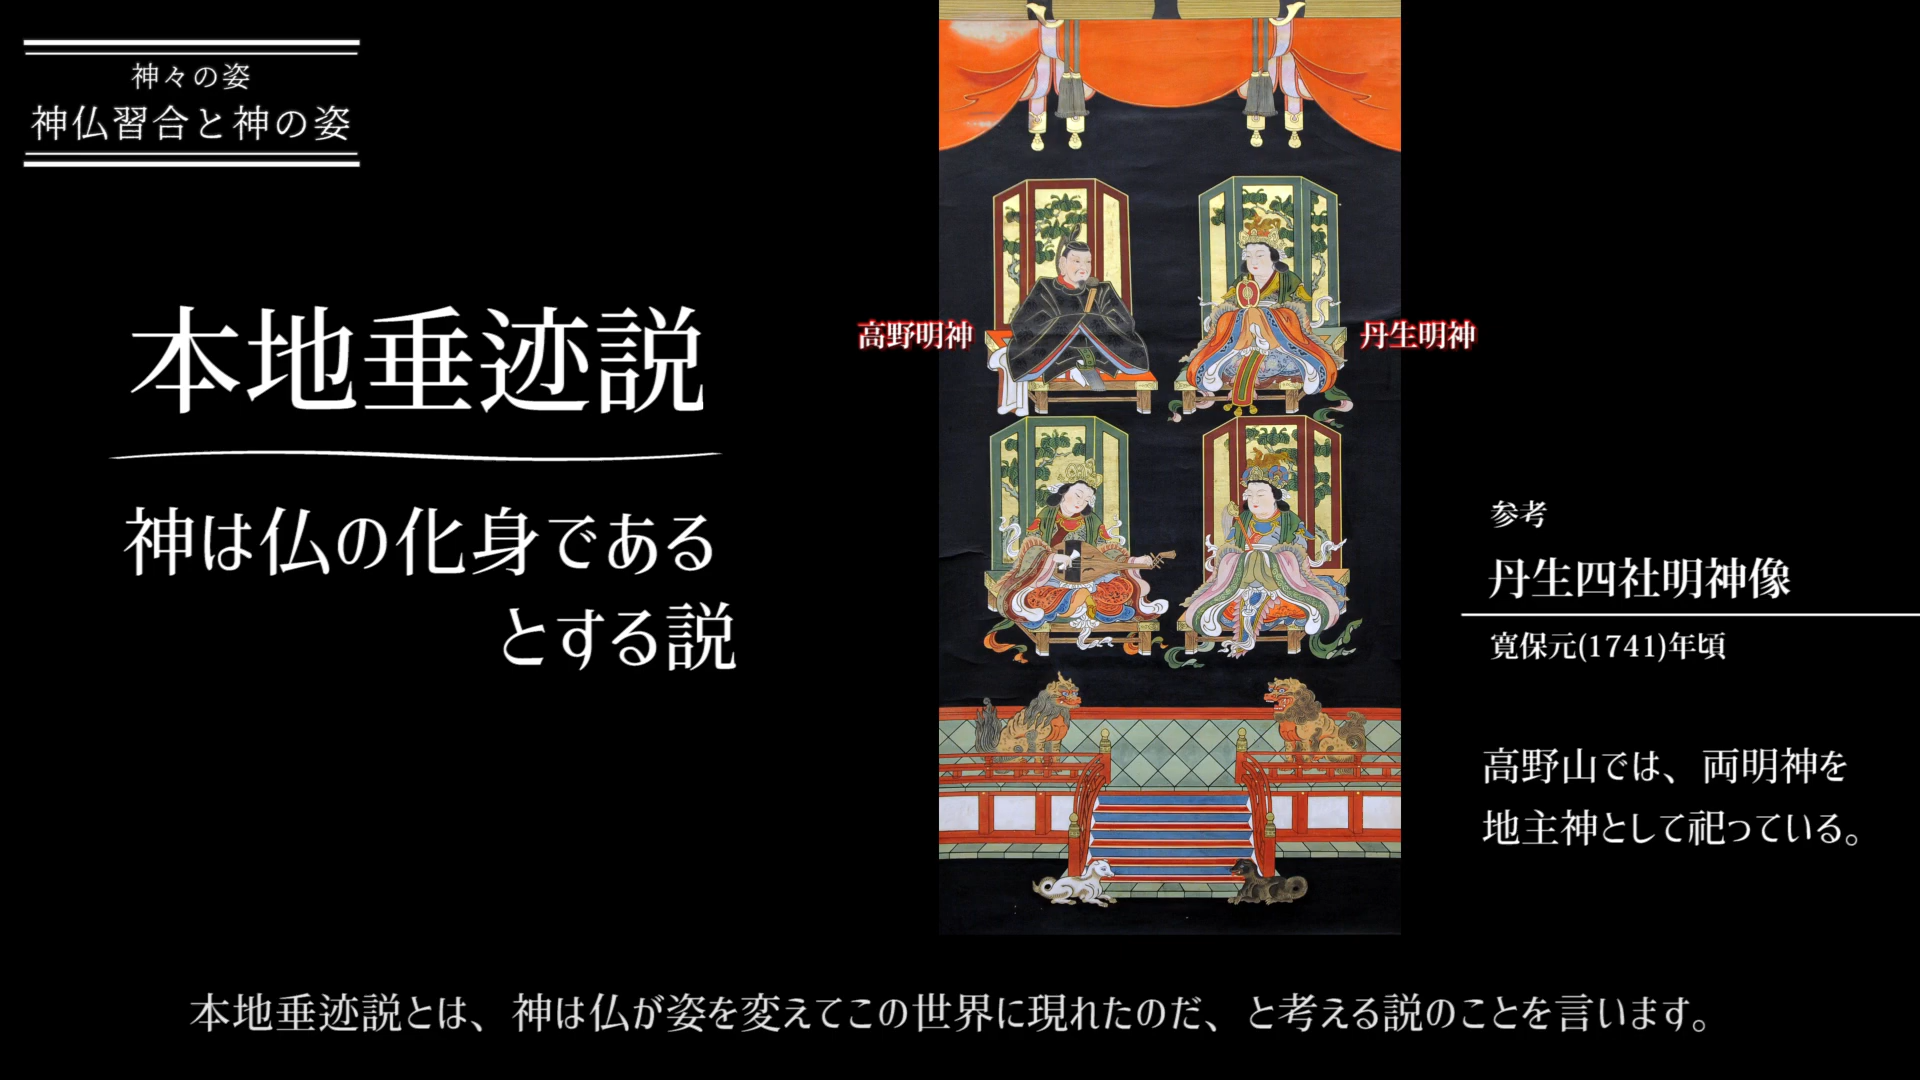 神々の姿
神仏習合と神の姿
本地垂迹説
神は仏の化身である
とする説
高野明神
丹生明神
参考
丹生四社明神像
寛保元(1741)年頃
高野山では、両明神を
地主神として祀っている。
本地垂迹説とは、神は仏が姿を変えてこの世界に現れたのだ、と考える説のことを言います。